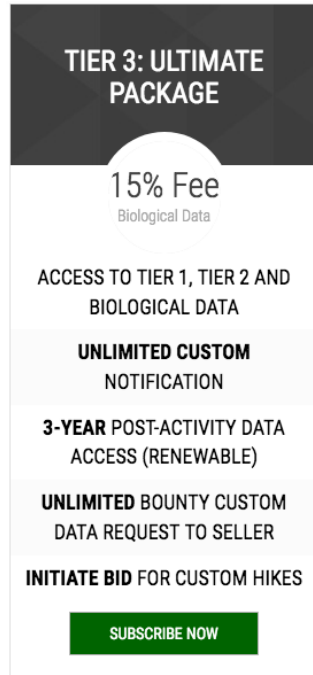 TIER 3: ULTIMATE
PACKAGE
15% Fee
Biological Data
ACCESS TO TIER 1, TIER 2 AND
BIOLOGICAL DATA
UNLIMITED CUSTOM
NOTIFICATION
3-YEAR POST-ACTIVITY DATA
ACCESS (RENEWABLE)
UNLIMITED BOUNTY CUSTOM
DATA REQUEST TO SELLER
INITIATE BID FOR CUSTOM HIKES
SUBSCRIBE NOW